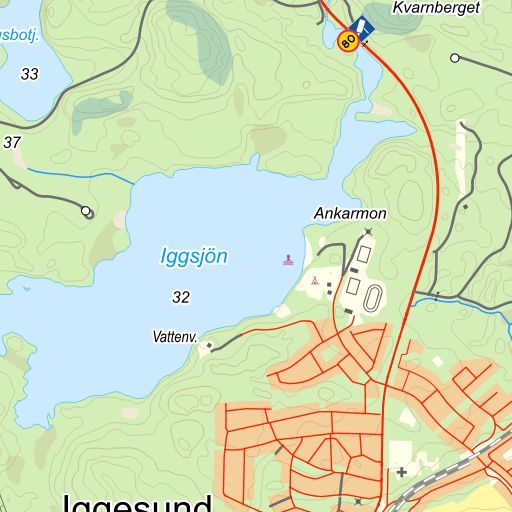 Kvarnberget
sbotj.
33
80
37
Ankarmon
Iggsjön
32
Vattenv.
Iggesund